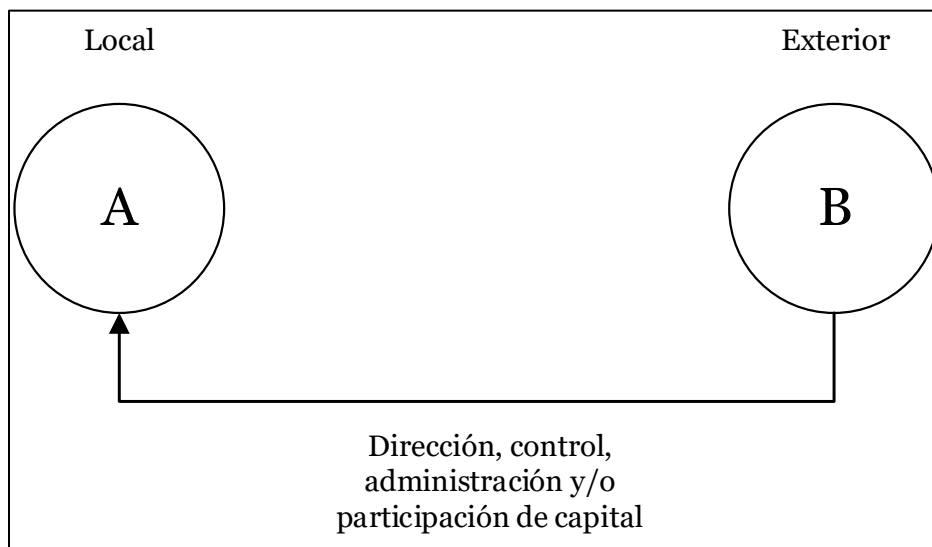 Local
Exterior
A
B
Dirección, control,
administración y/o
participación de capital